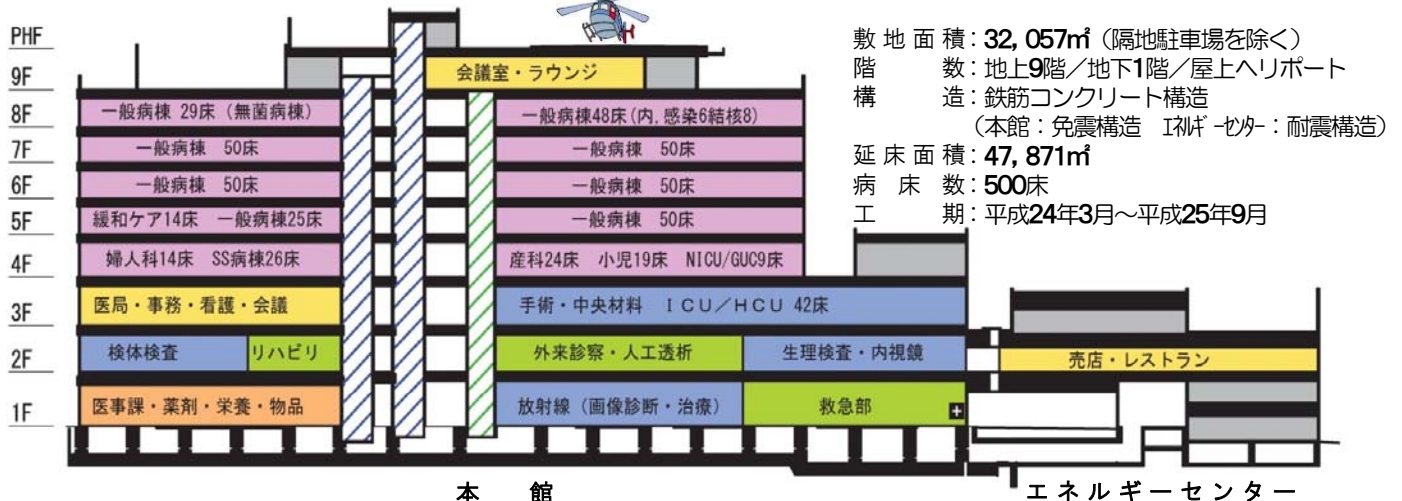 PHF
9F 会議室・ラウンジ
8F 一般病棟 29床（無菌病棟） 一般病棟48床(内,感染6結核8)
7F 一般病棟 50床 一般病棟 50床
6F 一般病棟 50床 一般病棟 50床
5F 緩和ケア14床 一般病棟25床 一般病棟 50床
4F 婦人科14床 SS病棟26床 産科24床 小児19床 NICU/GUC9床
3F 医局・事務・看護・会議 手術・中央材料 ＩＣＵ／ＨＣＵ 42床
2F 検体検査 リハビリ 外来診察・人工透析 生理検査・内視鏡 売店・レストラン
1F 医事課・薬剤・栄養・物品 放射線（画像診断・治療） 救急部
本館 エネルギーセンター
敷地面積：32,057㎡（隔地駐車場を除く）
階数：地上9階／地下1階／屋上ヘリポート
構造：鉄筋コンクリート構造
（本館：免震構造 ｴﾈﾙｷﾞｰｾﾝﾀｰ：耐震構造）
延床面積：47,871㎡
病床数：500床
工期：平成24年3月～平成25年9月